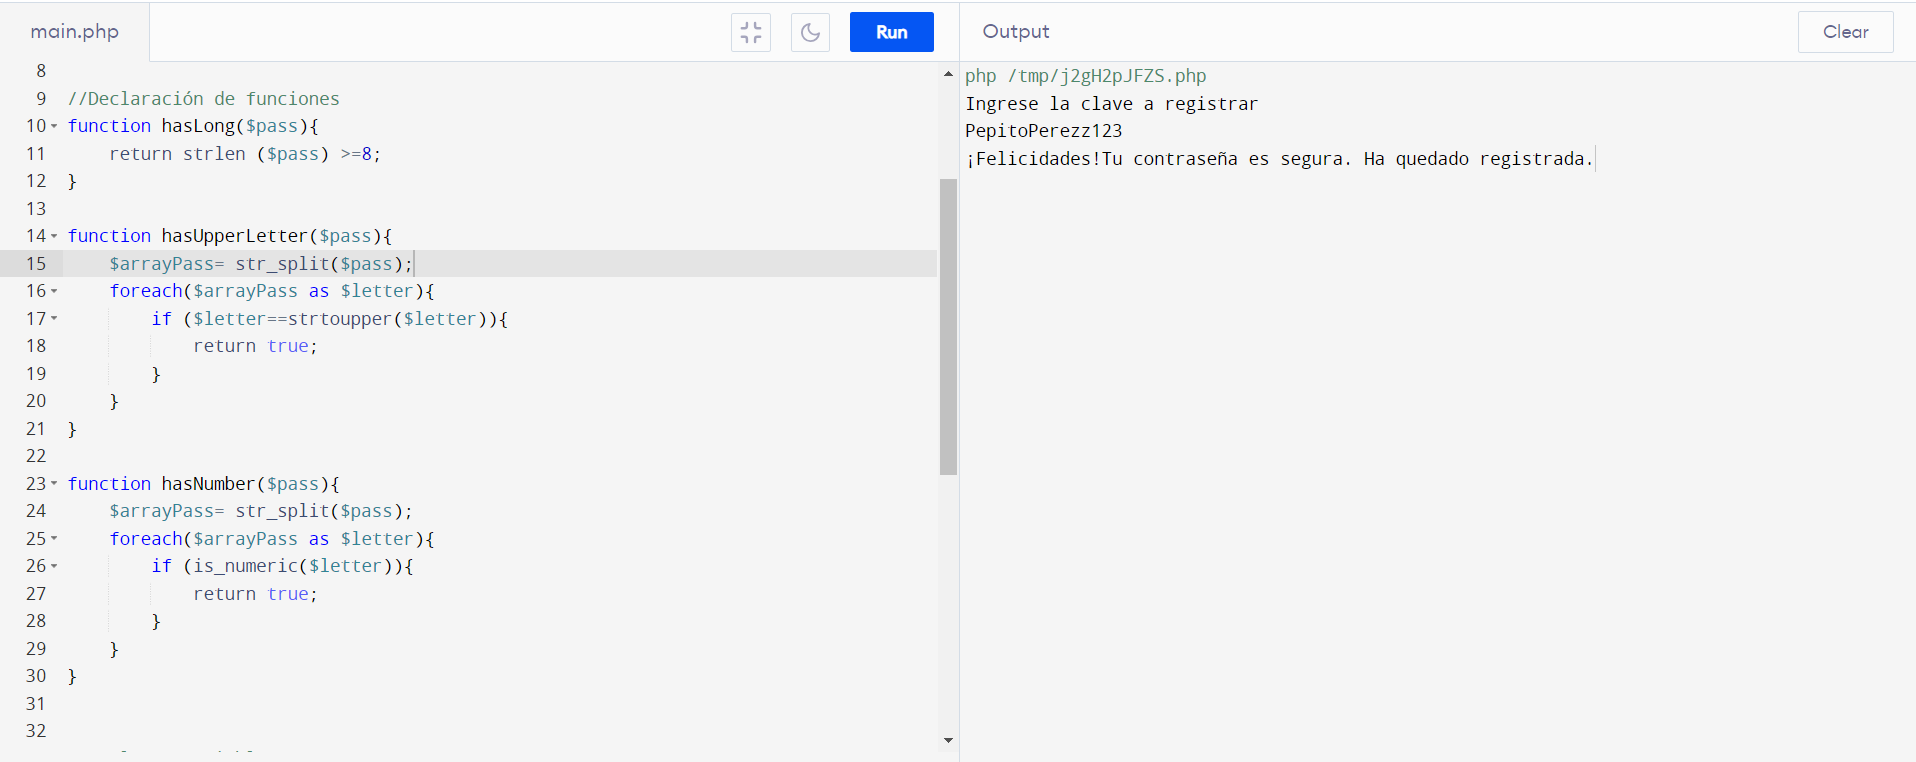 main.php
Run
Output
Clear
8
9 //Declaración de funciones
10 function hasLong($pass){
11     return strlen ($pass) >=8;
12 }
13
14 function hasUpperLetter($pass){
15     $arrayPass= str_split($pass);
16     foreach($arrayPass as $letter){
17         if ($letter==strtoupper($letter)){
18             return true;
19         }
20     }
21 }
22
23 function hasNumber($pass){
24     $arrayPass= str_split($pass);
25     foreach($arrayPass as $letter){
26         if (is_numeric($letter)){
27             return true;
28         }
29     }
30 }
31
32
php /tmp/j2gH2pJFZS.php
Ingrese la clave a registrar
PepitoPerezz123
¡Felicidades!Tu contraseña es segura. Ha quedado registrada.